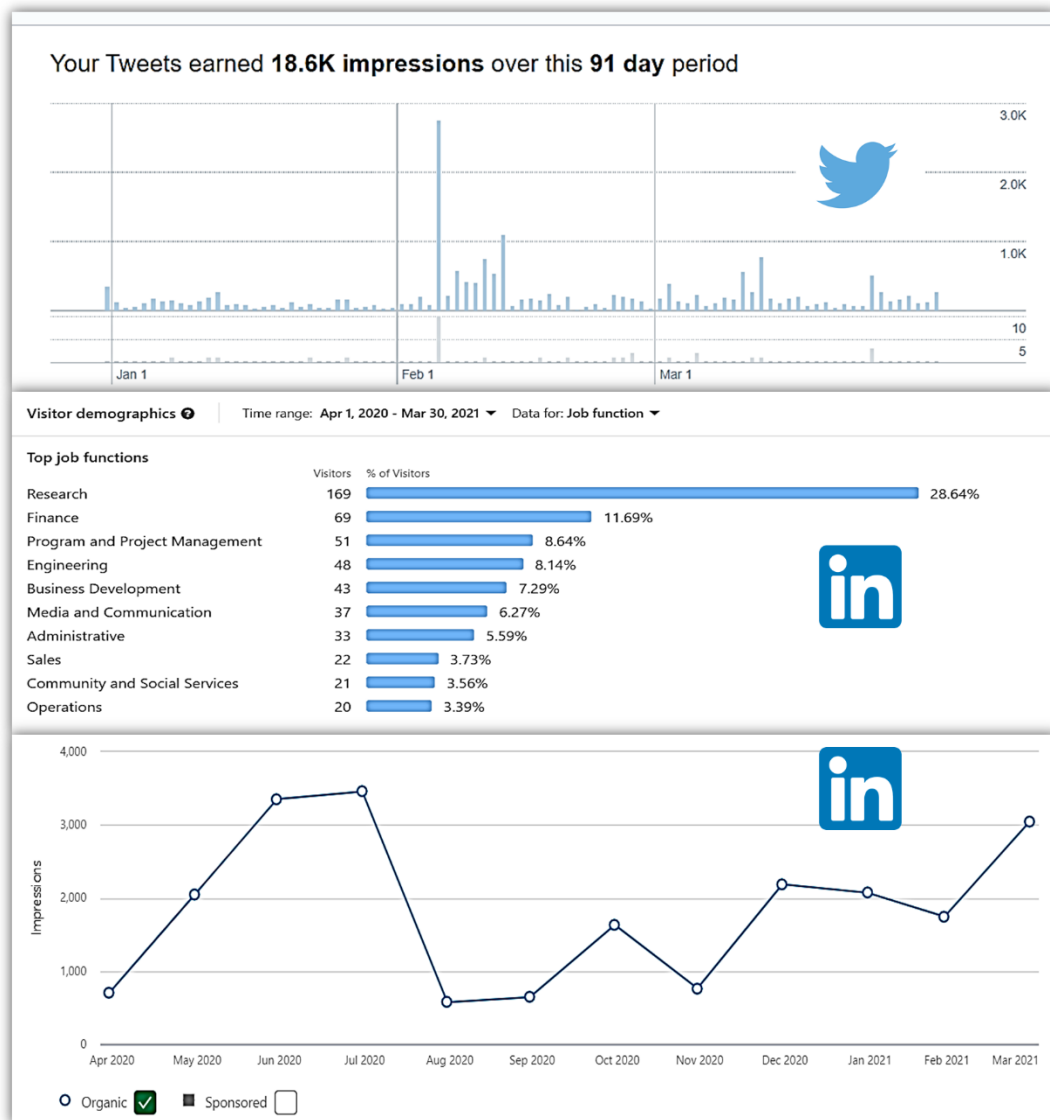 Your Tweets earned 18.6K impressions over this 91 day period
3.0K
2.0K
1.0K
10
5
Jan 1 Feb 1 Mar 1
Visitor demographics ? Time range: Apr 1, 2020 - Mar 30, 2021 Data for: Job function
Top job functions
Visitors % of Visitors
Research 169 28.64%
Finance 69 11.69%
Program and Project Management 51 8.64%
Engineering 48 8.14%
Business Development 43 7.29%
Media and Communication 37 6.27%
Administrative 33 5.59%
Sales 22 3.73%
Community and Social Services 21 3.56%
Operations 20 3.39%
in
in
4,000
3,000
2,000
1,000
0
Impressions
Apr 2020 May 2020 Jun 2020 Jul 2020 Aug 2020 Sep 2020 Oct 2020 Nov 2020 Dec 2020 Jan 2021 Feb 2021 Mar 2021
Organic Sponsored